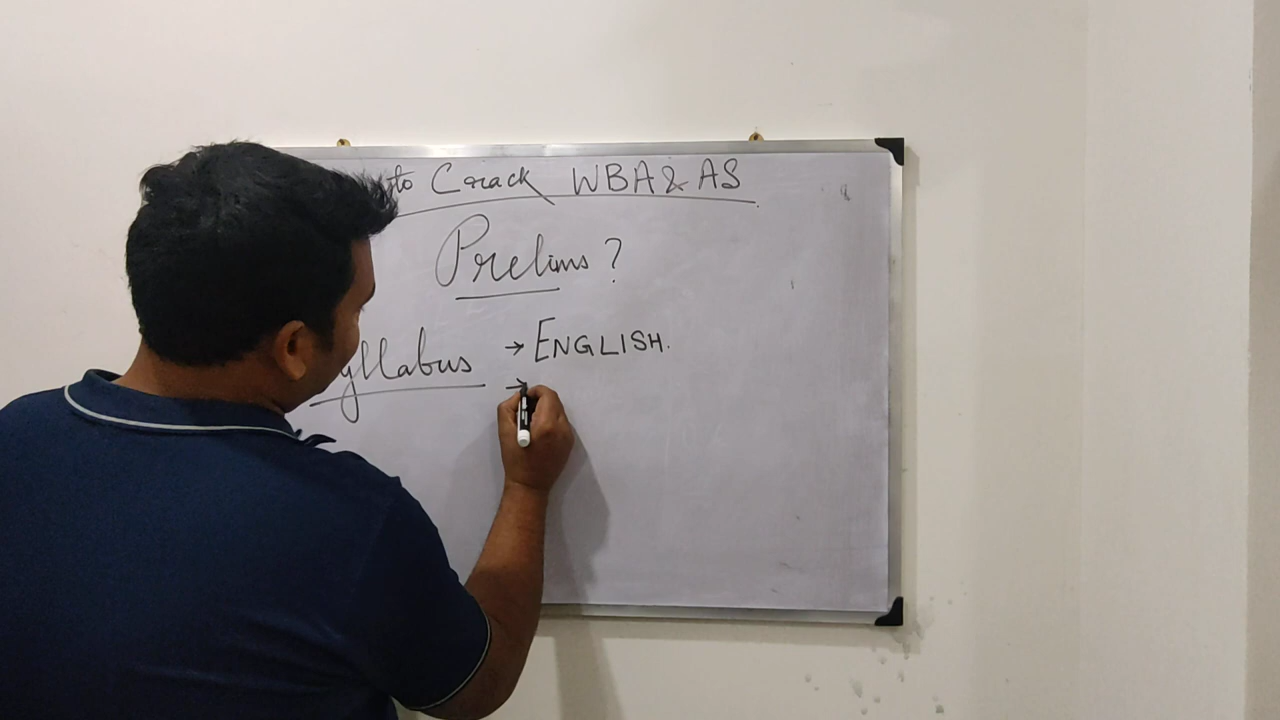 to Crack WBA & AS
Prelims ?
yllabus → ENGLISH.
→